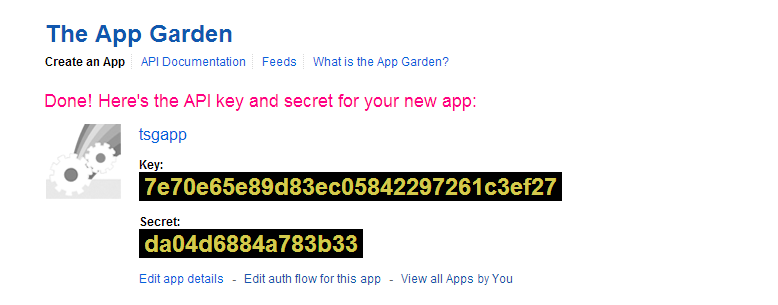 The App Garden
Create an App API Documentation Feeds What is the App Garden?
Done! Here's the API key and secret for your new app:
tsgapp
Key:
7e70e65e89d83ec05842297261c3ef27
Secret:
da04d6884a783b33
Edit app details - Edit auth flow for this app - View all Apps by You